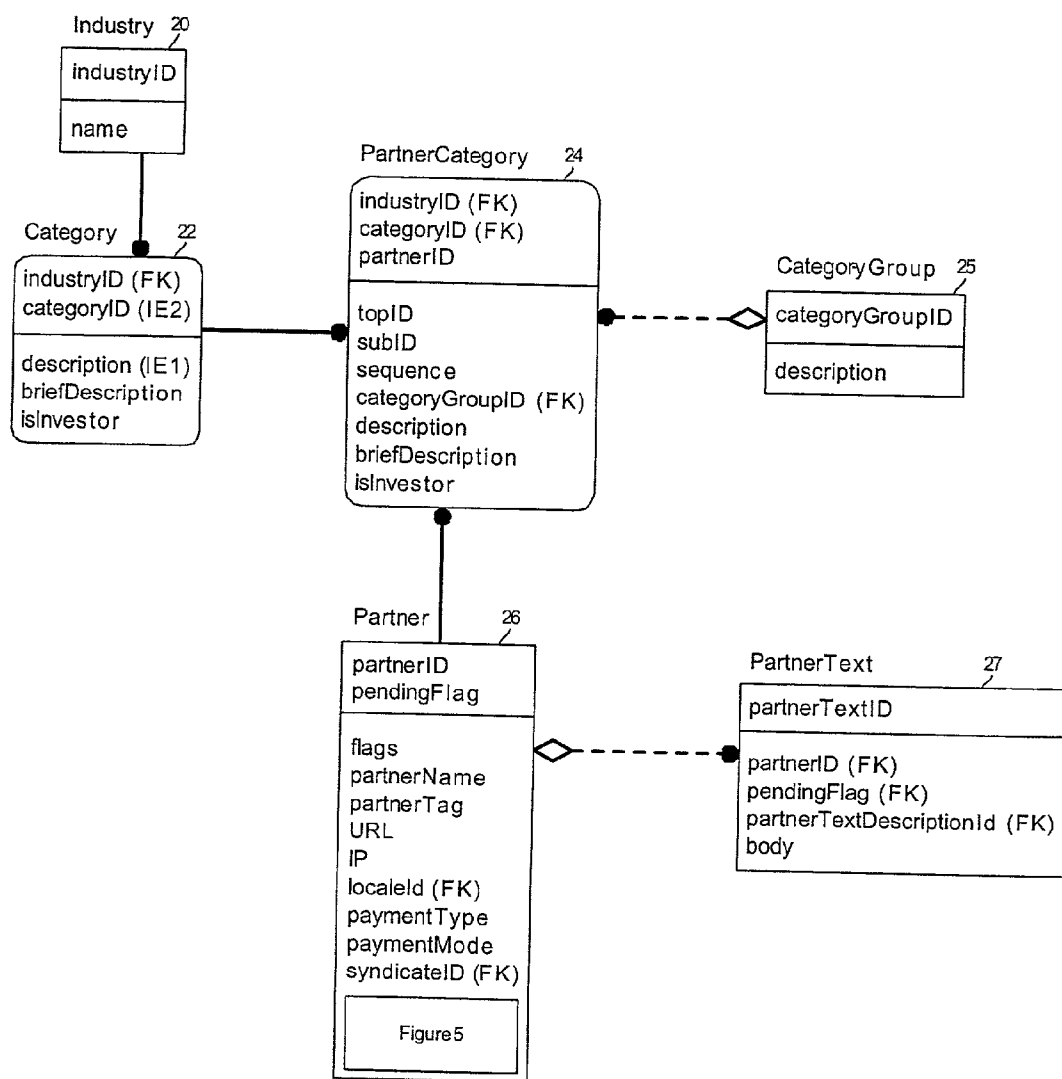 Industry 20
industryID
name
Category 22
industryID (FK)
categoryID (IE2)
description (IE1)
briefDescription
isInvestor
PartnerCategory 24
industryID (FK)
categoryID (FK)
partnerID
topID
subID
sequence
categoryGroupID (FK)
description
briefDescription
isInvestor
CategoryGroup 25
categoryGroupID
description
Partner 26
partnerID
pendingFlag
flags
partnerName
partnerTag
URL
IP
localeId (FK)
paymentType
paymentMode
syndicateID (FK)
Figure5
PartnerText 27
partnerTextID
partnerID (FK)
pendingFlag (FK)
partnerTextDescriptionId (FK)
body